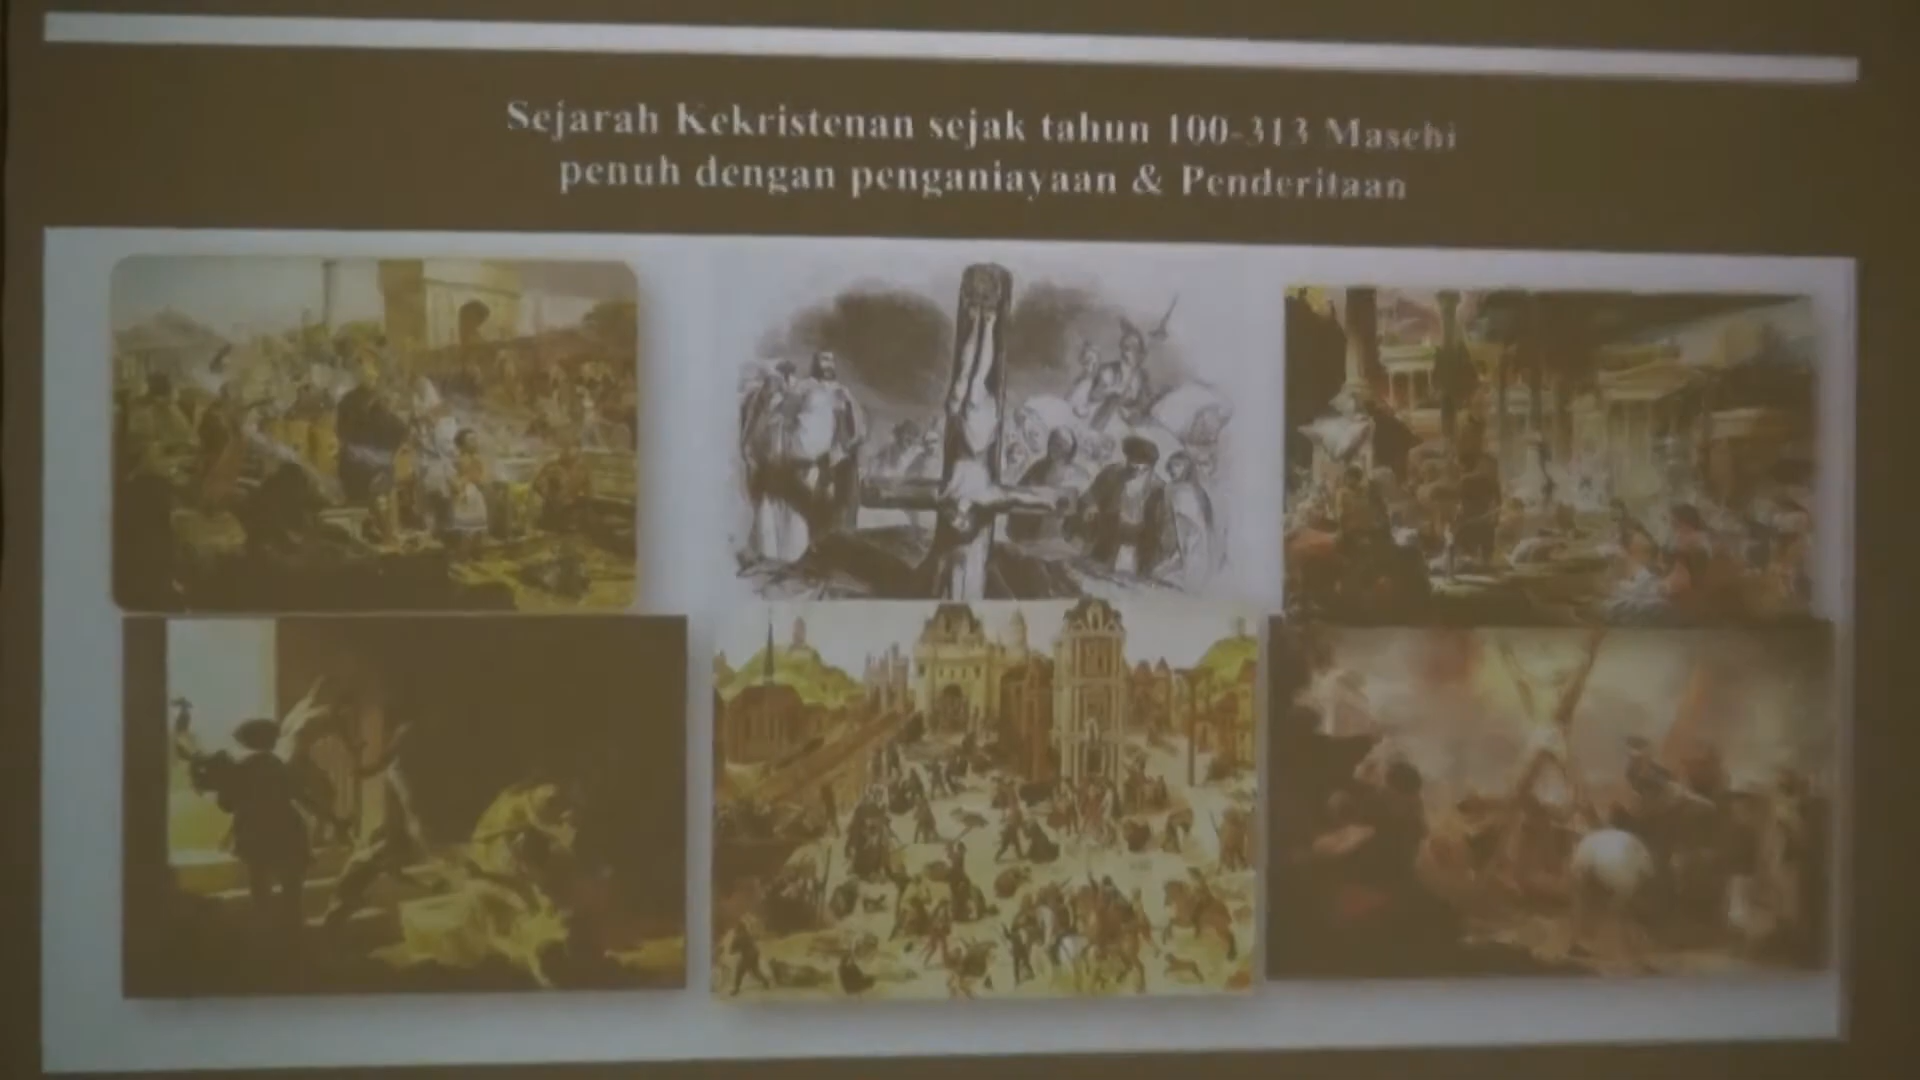 Sejarah Kekristenan sejak tahun 100-313 Masehi
penuh dengan penganiayaan & Penderitaan